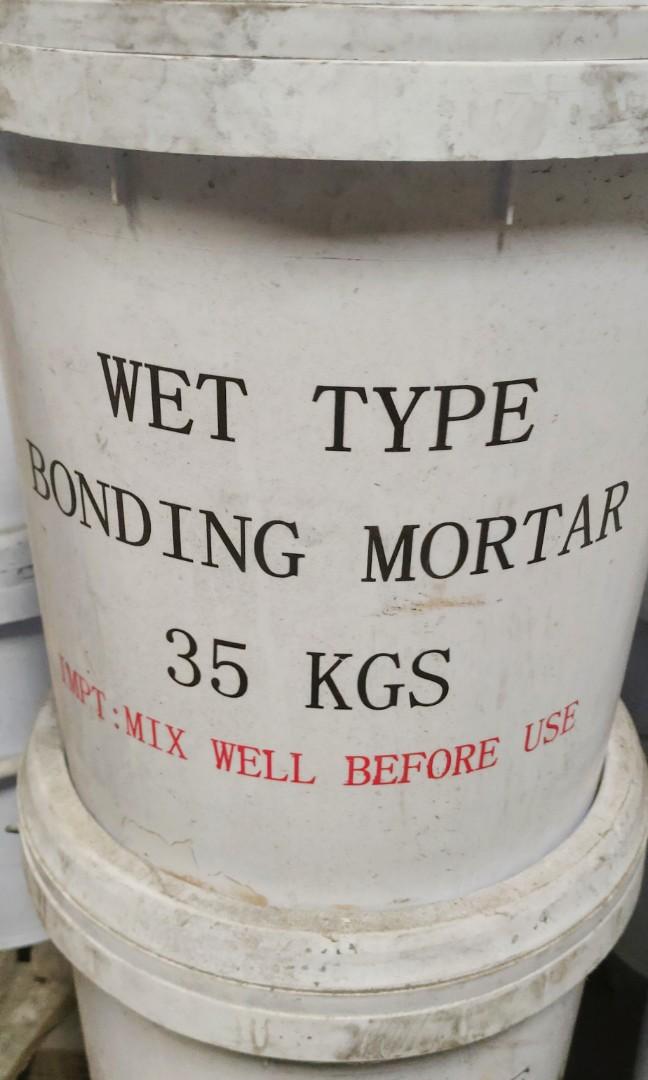 WET TYPE
BONDING MORTAR
35 KGS
IMPT:MIX WELL BEFORE USE